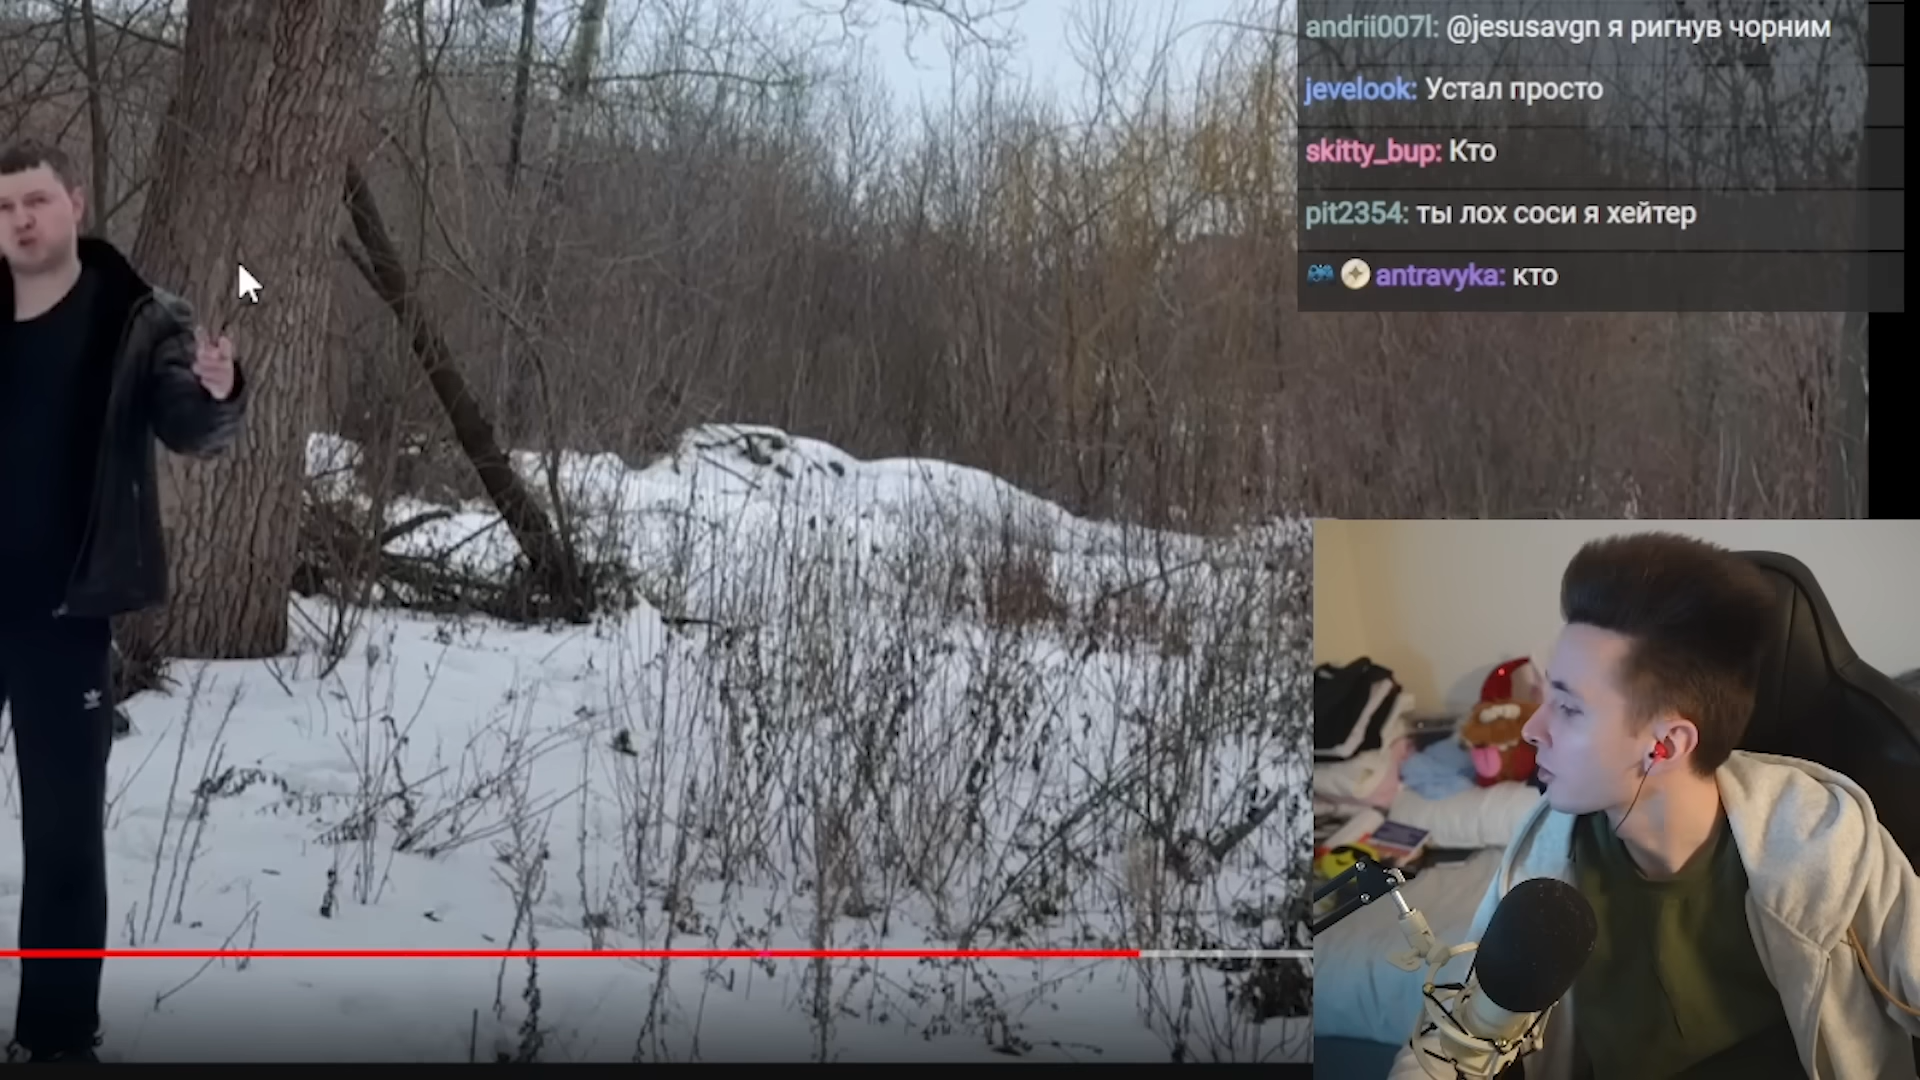 andrii007l: @jesusavgn я ригнув чорним
jevelook: Устал просто
skitty_bup: Кто
pit2354: ты лох соси я хейтер
antravyka: кто